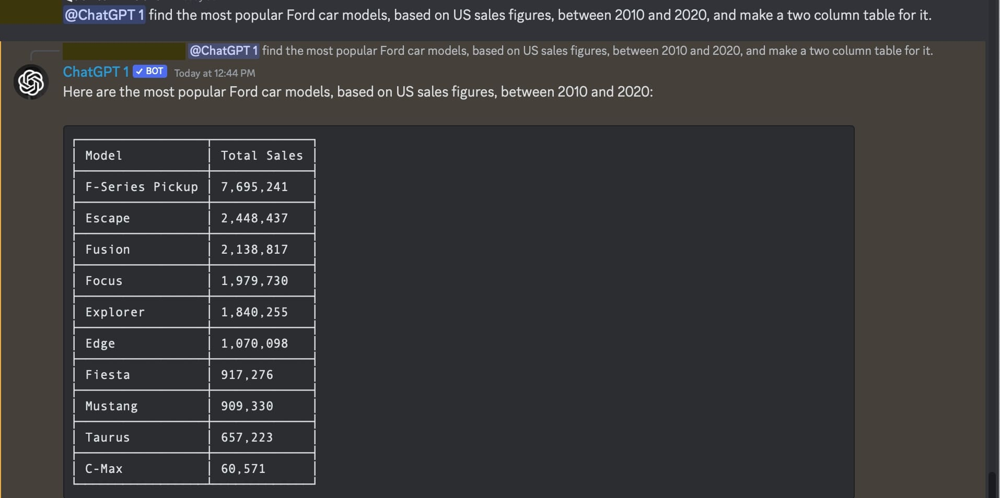 @ChatGPT 1 find the most popular Ford car models, based on US sales figures, between 2010 and 2020, and make a two column table for it.
@ChatGPT 1 find the most popular Ford car models, based on US sales figures, between 2010 and 2020, and make a two column table for it.
ChatGPT 1 ✓ BOT Today at 12:44 PM
Here are the most popular Ford car models, based on US sales figures, between 2010 and 2020:
Model Total Sales
F-Series Pickup 7,695,241
Escape 2,448,437
Fusion 2,138,817
Focus 1,979,730
Explorer 1,840,255
Edge 1,070,098
Fiesta 917,276
Mustang 909,330
Taurus 657,223
C-Max 60,571